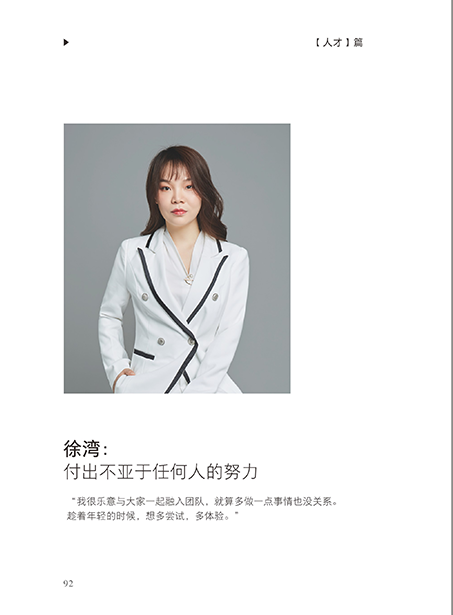 【人才】篇
徐湾：
付出不亚于任何人的努力
“我很乐意与大家一起融入团队，就算多做一点事情也没关系。
趁着年轻的时候，想多尝试，多体验。”
92